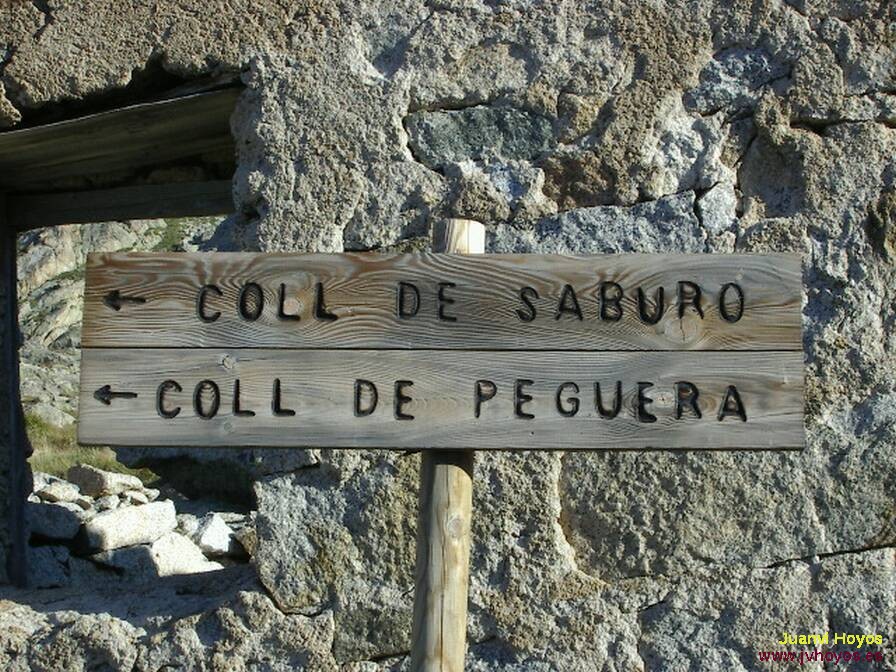 ← COLL DE SABURO
← COLL DE PEGUERA
Juanvi Hoyos
www.jvhoyos.es